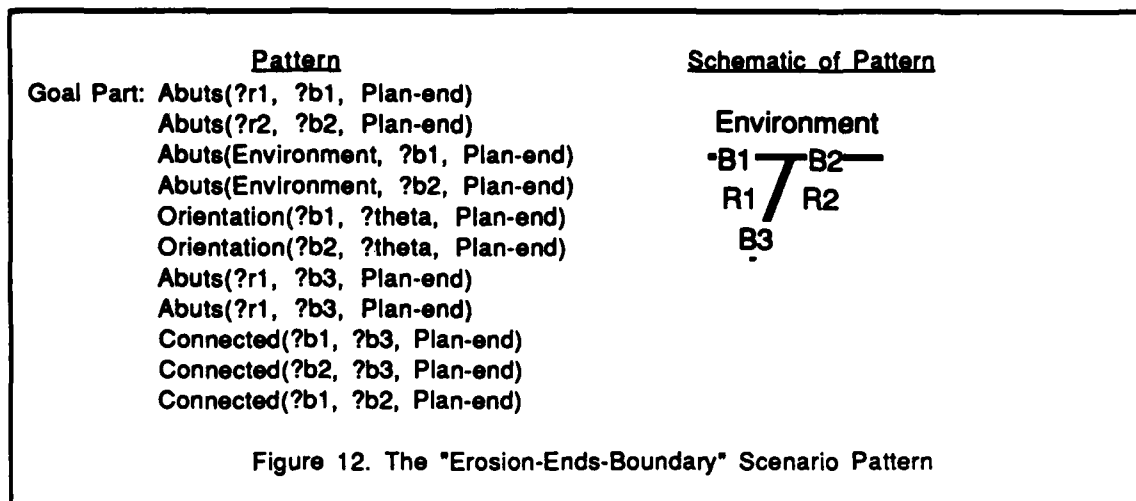 Pattern
Goal Part: Abuts(?r1, ?b1, Plan-end)
Abuts(?r2, ?b2, Plan-end)
Abuts(Environment, ?b1, Plan-end)
Abuts(Environment, ?b2, Plan-end)
Orientation(?b1, ?theta, Plan-end)
Orientation(?b2, ?theta, Plan-end)
Abuts(?r1, ?b3, Plan-end)
Abuts(?r1, ?b3, Plan-end)
Connected(?b1, ?b3, Plan-end)
Connected(?b2, ?b3, Plan-end)
Connected(?b1, ?b2, Plan-end)
Schematic of Pattern
Environment
B1 B2
R1 R2
B3
Figure 12. The "Erosion-Ends-Boundary" Scenario Pattern